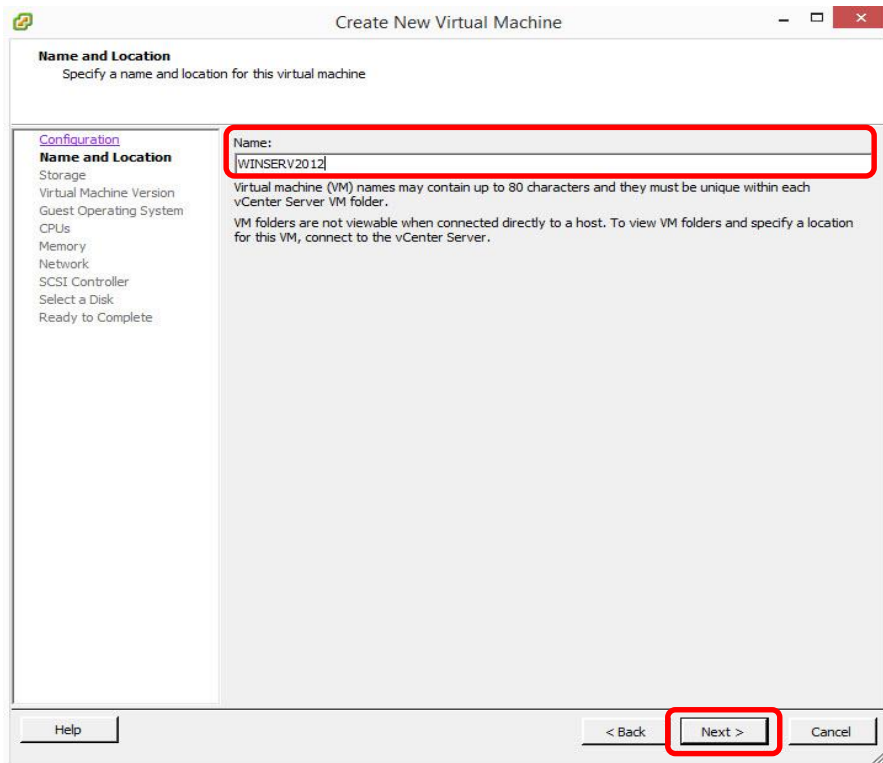 Create New Virtual Machine
Name and Location
Specify a name and location for this virtual machine
Configuration
Name and Location
Storage
Virtual Machine Version
Guest Operating System
CPUs
Memory
Network
SCSI Controller
Select a Disk
Ready to Complete
Name:
WINSERV2012
Virtual machine (VM) names may contain up to 80 characters and they must be unique within each
vCenter Server VM folder.
VM folders are not viewable when connected directly to a host. To view VM folders and specify a location
for this VM, connect to the vCenter Server.
Help
< Back
Next >
Cancel